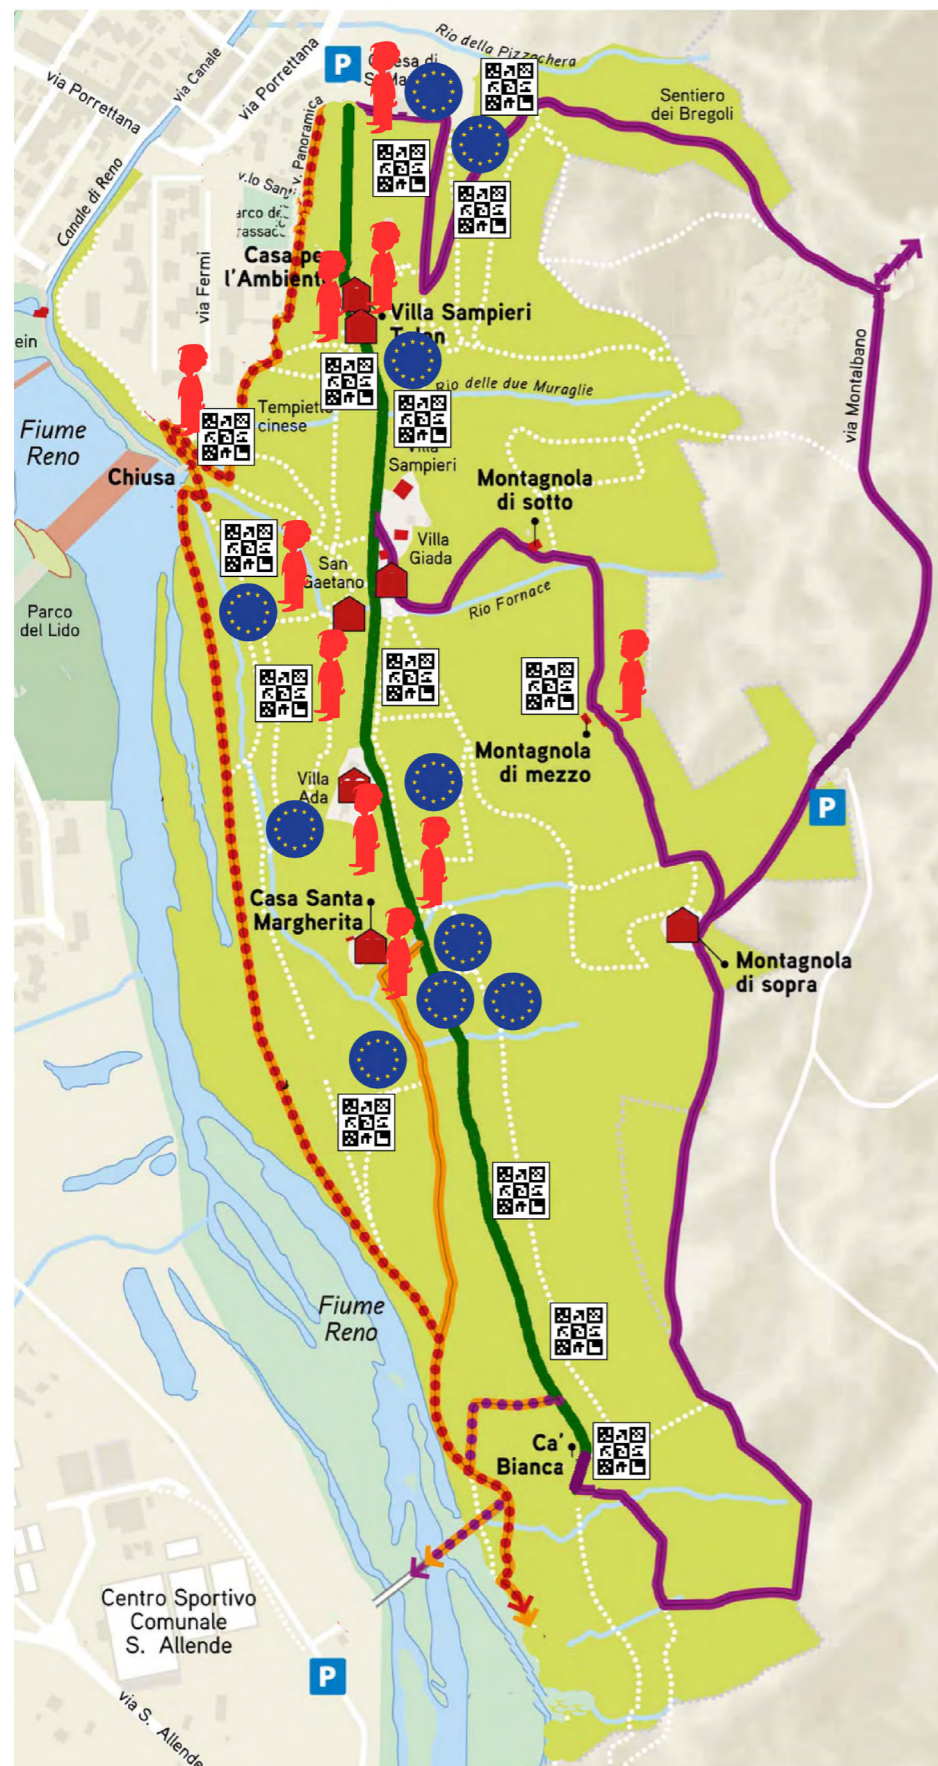 Rio della Pizzachera
via Canale
via Porrettana
via Porrettana
P
Sentiero
dei Bregoli
v. Panoramica
Canale di Reno
via Fermi
Casa
l'Ambient
Villa Sampieri
ein
Rio delle due Muraglie
via Montalbano
Fiume
Reno
Tempietto
cinese
Chiusa
Villa
Sampieri
Montagnola
di sotto
Villa
Giada
San
Gaetano
Rio Fornace
Parco
del Lido
Montagnola
di mezzo
Villa
Ada
P
Casa Santa
Margherita
Montagnola
di sopra
Fiume
Reno
Ca'
Bianca
Centro Sportivo
Comunale
S. Allende
P
via S. Allende